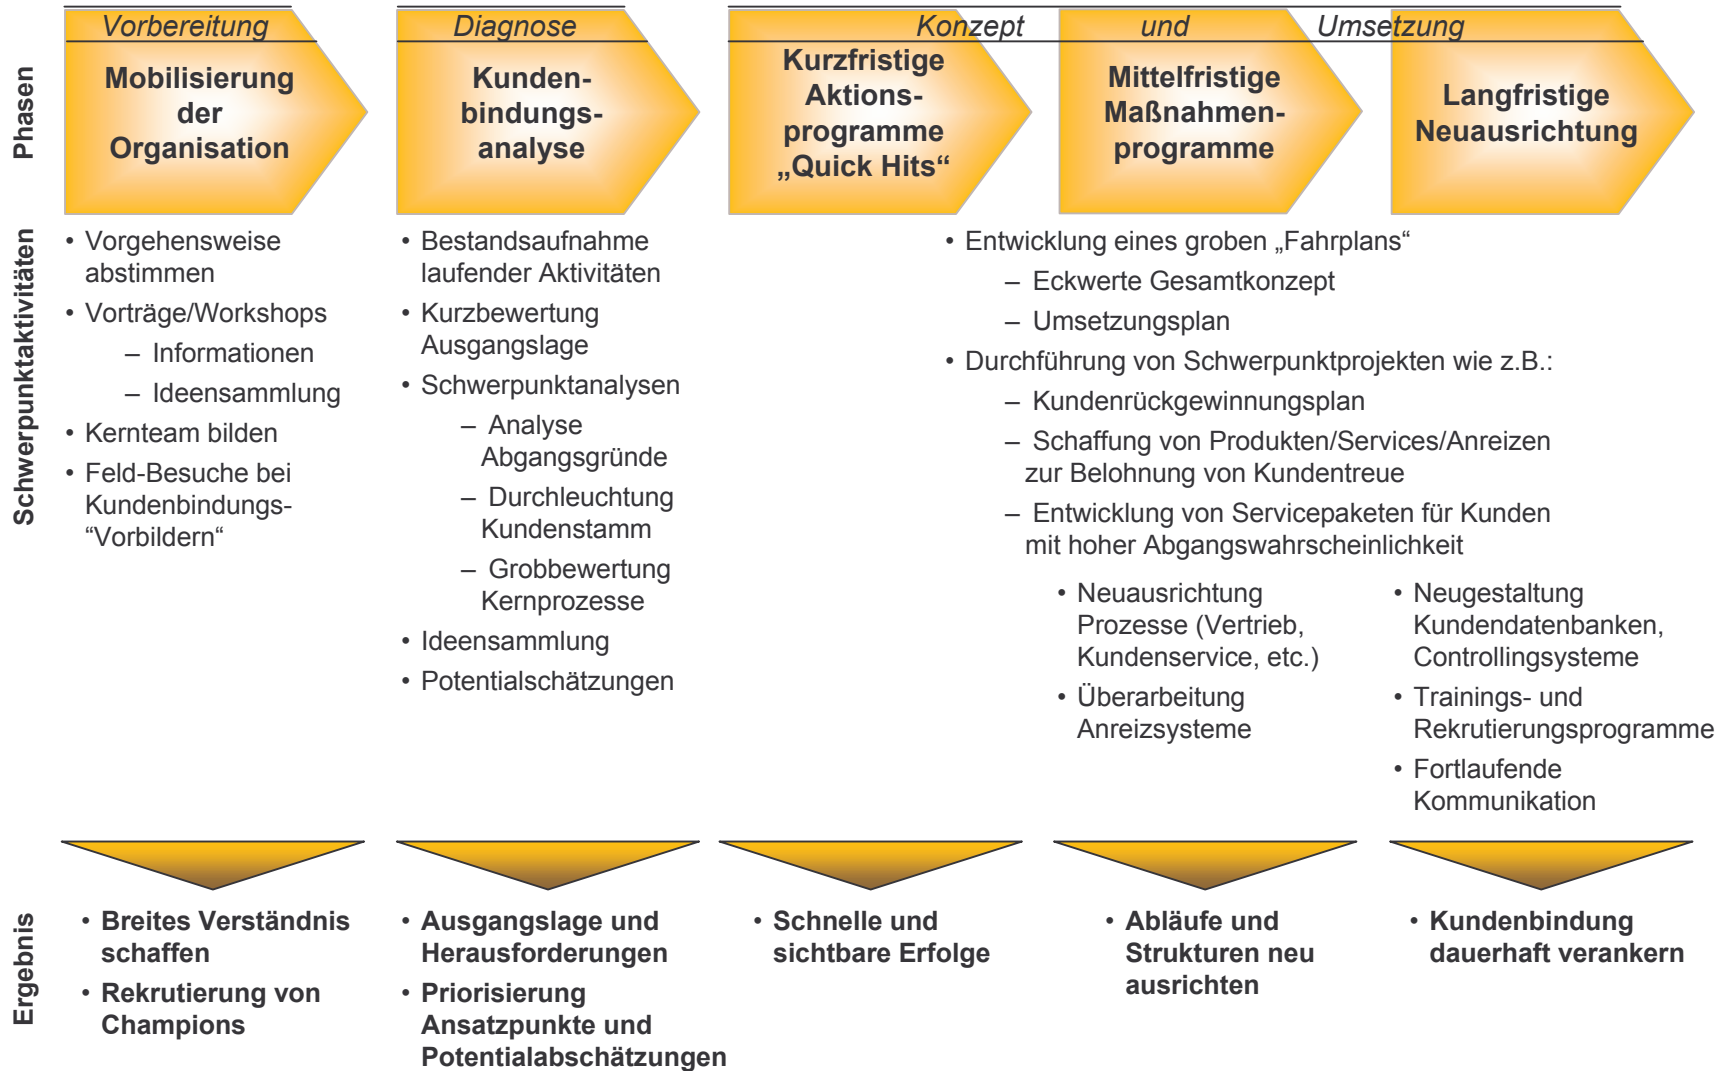 Vorbereitung
Diagnose
Konzept und Umsetzung
Phasen
Mobilisierung
der
Organisation
Kunden-
bindungs-
analyse
Kurzfristige
Aktions-
programme
„Quick Hits“
Mittelfristige
Maßnahmen-
programme
Langfristige
Neuausrichtung
Schwerpunktaktivitäten
• Vorgehensweise
abstimmen
• Vorträge/Workshops
– Informationen
– Ideensammlung
• Kernteam bilden
• Feld-Besuche bei
Kundenbindungs-
“Vorbildern“
• Bestandsaufnahme
laufender Aktivitäten
• Kurzbewertung
Ausgangslage
• Schwerpunktanalysen
– Analyse
Abgangsgründe
– Durchleuchtung
Kundenstamm
– Grobbewertung
Kernprozesse
• Ideensammlung
• Potentialschätzungen
• Entwicklung eines groben „Fahrplans“
– Eckwerte Gesamtkonzept
– Umsetzungsplan
• Durchführung von Schwerpunktprojekten wie z.B.:
– Kundenrückgewinnungsplan
– Schaffung von Produkten/Services/Anreizen
zur Belohnung von Kundentreue
– Entwicklung von Servicepaketen für Kunden
mit hoher Abgangswahrscheinlichkeit
• Neuausrichtung
Prozesse (Vertrieb,
Kundenservice, etc.)
• Überarbeitung
Anreizsysteme
• Neugestaltung
Kundendatenbanken,
Controllingsysteme
• Trainings- und
Rekrutierungsprogramme
• Fortlaufende
Kommunikation
Ergebnis
• Breites Verständnis
schaffen
• Rekrutierung von
Champions
• Ausgangslage und
Herausforderungen
• Priorisierung
Ansatzpunkte und
Potentialabschätzungen
• Schnelle und
sichtbare Erfolge
• Abläufe und
Strukturen neu
ausrichten
• Kundenbindung
dauerhaft verankern